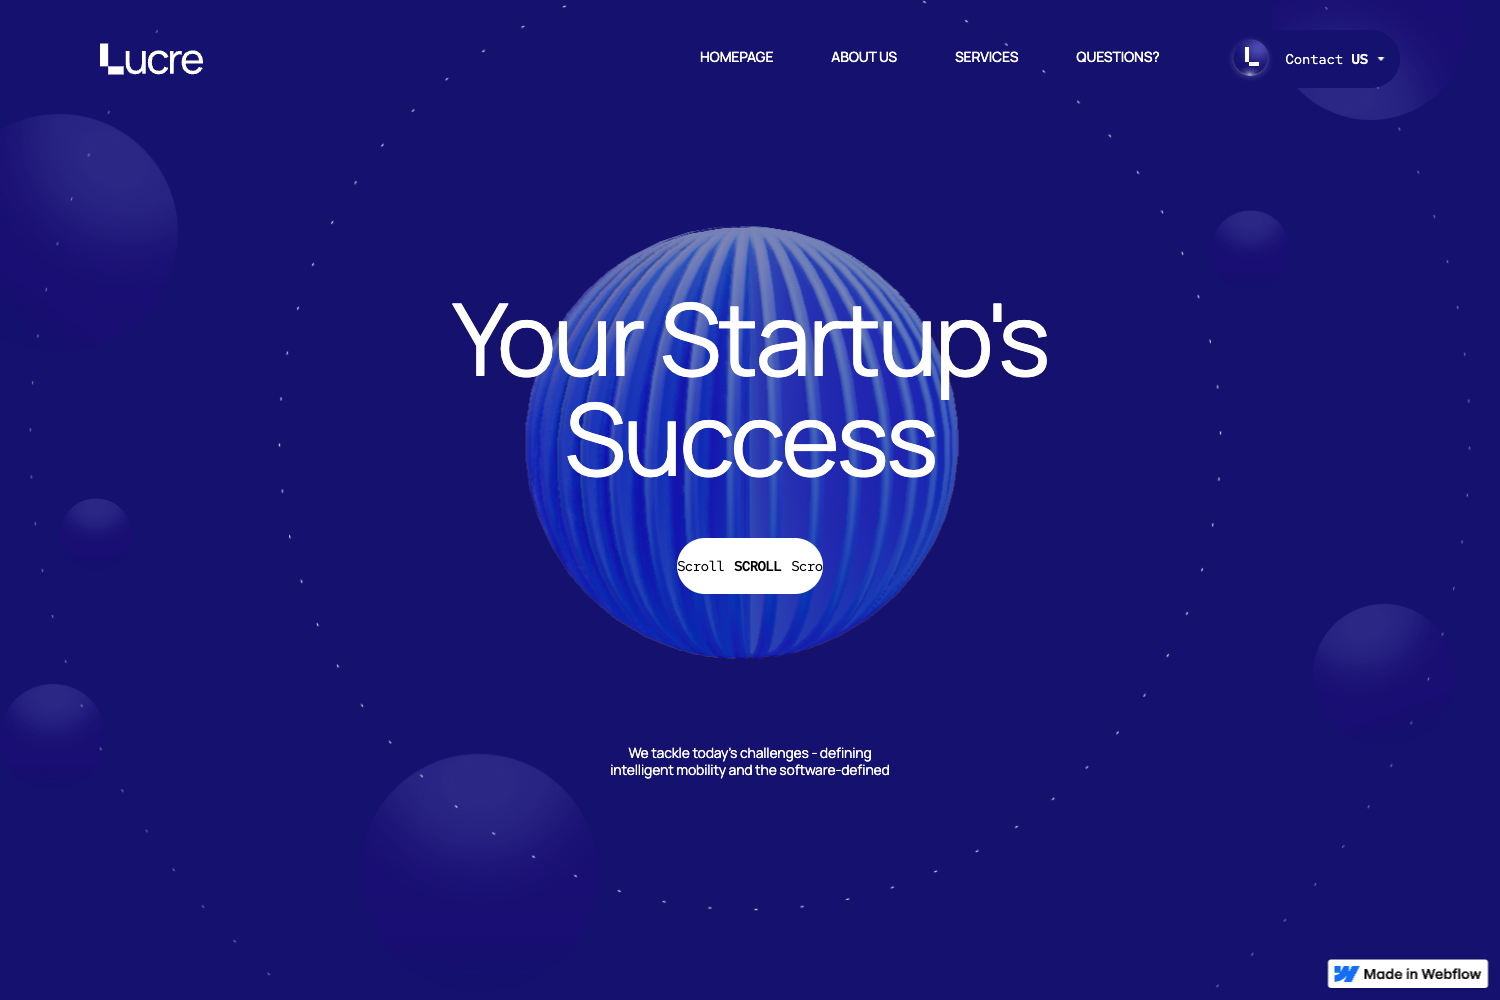 Lucre
HOMEPAGE
ABOUT US
SERVICES
QUESTIONS?
L
Contact US
Your Startup's
Success
Scroll SCROLL Scro
We tackle today's challenges - defining
intelligent mobility and the software-defined
Made in Webflow